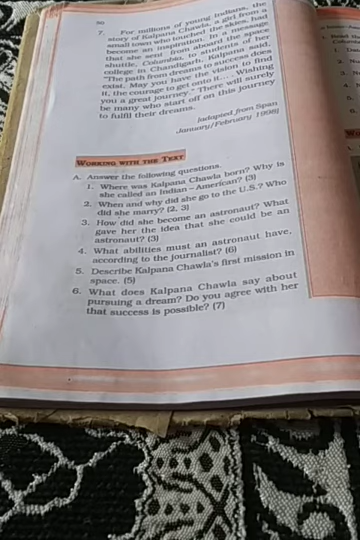 50
7. For millions of young Indians, the
story of Kalpana Chawla, a girl from a
small town who touched the skies, had
become an inspiration. In a message
that she sent from aboard the space
shuttle, Columbia, to students of her
college in Chandigarh, Kalpana said,
"The path from dreams to success does
exist. May you have the vision to find
it, the courage to get onto it... . Wishing
you a great journey." There will surely
be many who start off on this journey
to fulfil their dreams.
[adapted from Span
January/February 1998]
WORKING WITH THE TEXT
A. Answer the following questions.
1. Where was Kalpana Chawla born? Why is
she called an Indian–American? (3)
2. When and why did she go to the U.S.? Who
did she marry? (2, 3)
3. How did she become an astronaut? What
gave her the idea that she could be an
astronaut? (3)
4. What abilities must an astronaut have,
according to the journalist? (6)
5. Describe Kalpana Chawla's first mission in
space. (5)
6. What does Kalpana Chawla say about
pursuing a dream? Do you agree with her
that success is possible? (7)